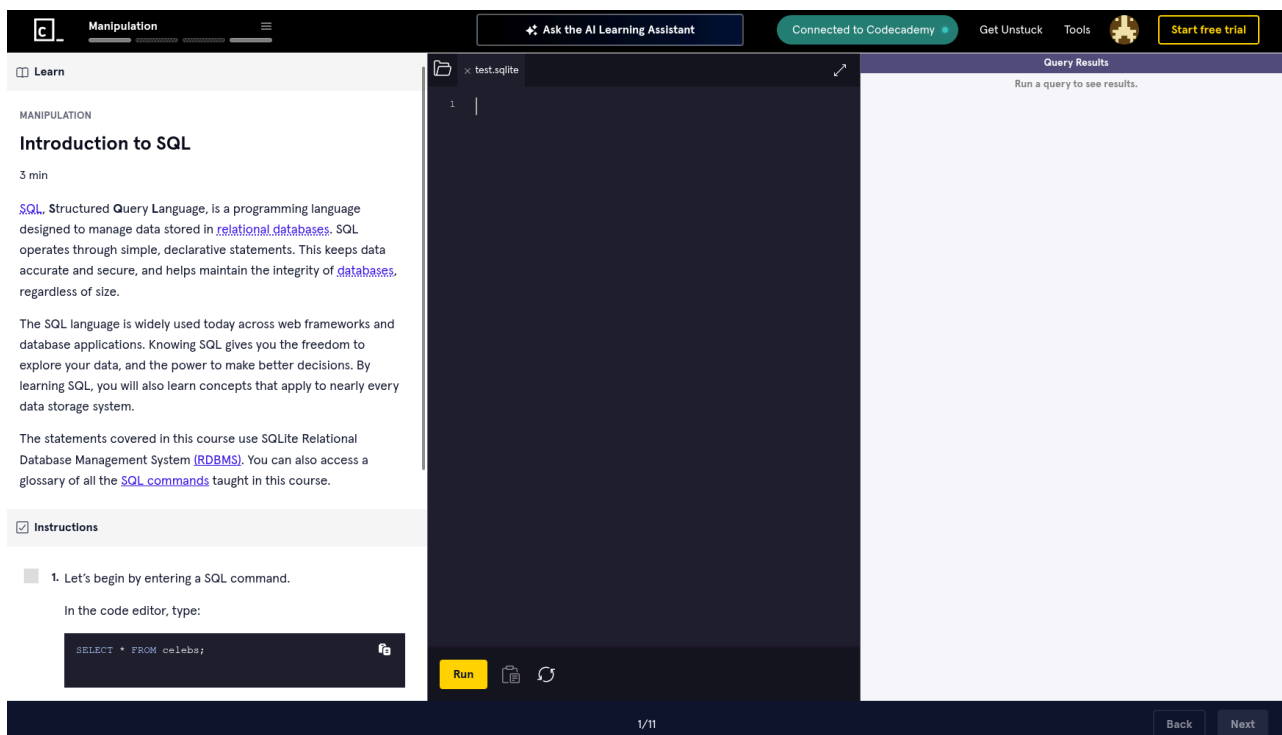 c_
Manipulation
Ask the AI Learning Assistant
Connected to Codecademy
Get Unstuck
Tools
Start free trial
Learn
MANIPULATION
Introduction to SQL
3 min
SQL, Structured Query Language, is a programming language
designed to manage data stored in relational databases. SQL
operates through simple, declarative statements. This keeps data
accurate and secure, and helps maintain the integrity of databases,
regardless of size.
The SQL language is widely used today across web frameworks and
database applications. Knowing SQL gives you the freedom to
explore your data, and the power to make better decisions. By
learning SQL, you will also learn concepts that apply to nearly every
data storage system.
The statements covered in this course use SQLite Relational
Database Management System (RDBMS). You can also access a
glossary of all the SQL commands taught in this course.
Instructions
1. Let's begin by entering a SQL command.
In the code editor, type:
SELECT * FROM celebs;
× test.sqlite
1
Run
Query Results
Run a query to see results.
1/11
Back
Next